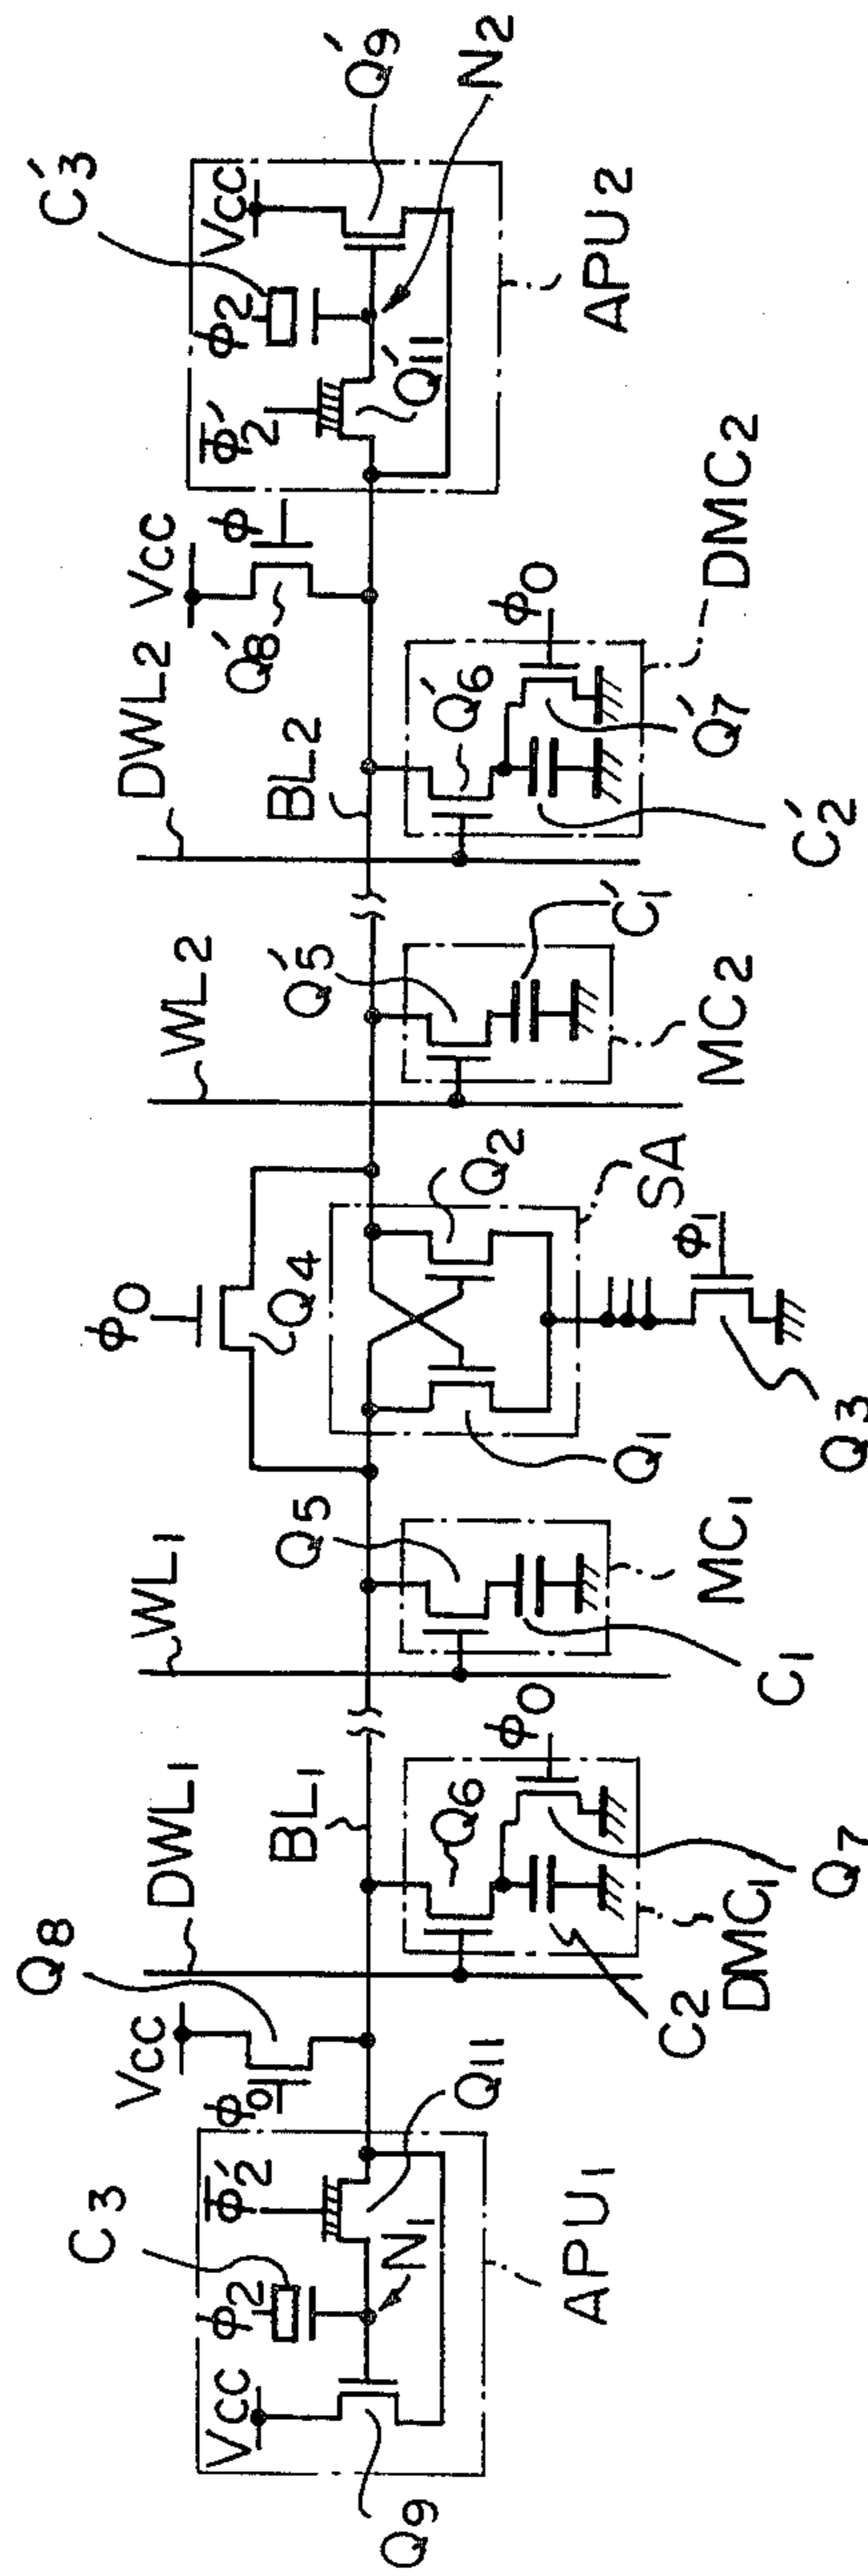 C3
Vcc
φ2
φ̄'2
N1
Q9
APU1
Q11
Vcc
φ0
Q8
DWL1
BL1
Q6
φ0
Q7
C2
DMC1
WL1
Q5
MC1
C1
φ0
Q4
Q1
Q2
SA
φ1
Q3
WL2
Q'5
C'1
MC2
DWL2
BL2
Q'6
φ0
Q'7
C'2
DMC2
Vcc
φ
Q'8
C'3
φ̄'2
φ2
Vcc
Q'11
Q'9
N2
APU2